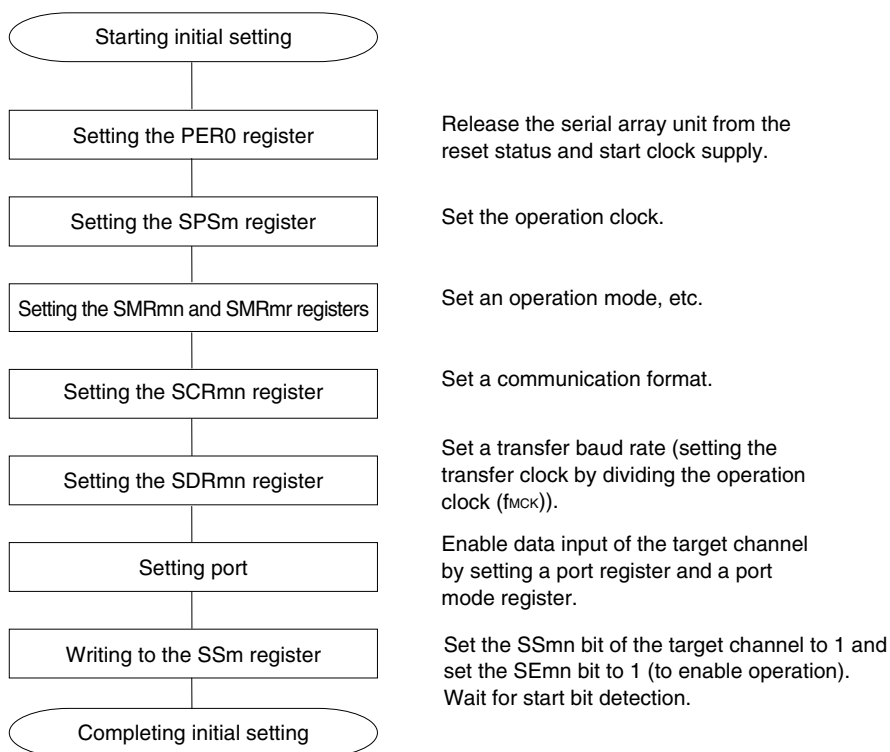 Starting initial setting
Setting the PER0 register
Release the serial array unit from the
reset status and start clock supply.
Setting the SPSm register
Set the operation clock.
Setting the SMRmn and SMRmr registers
Set an operation mode, etc.
Setting the SCRmn register
Set a communication format.
Setting the SDRmn register
Set a transfer baud rate (setting the
transfer clock by dividing the operation
clock (fMCK)).
Setting port
Enable data input of the target channel
by setting a port register and a port
mode register.
Writing to the SSm register
Set the SSmn bit of the target channel to 1 and
set the SEmn bit to 1 (to enable operation).
Wait for start bit detection.
Completing initial setting